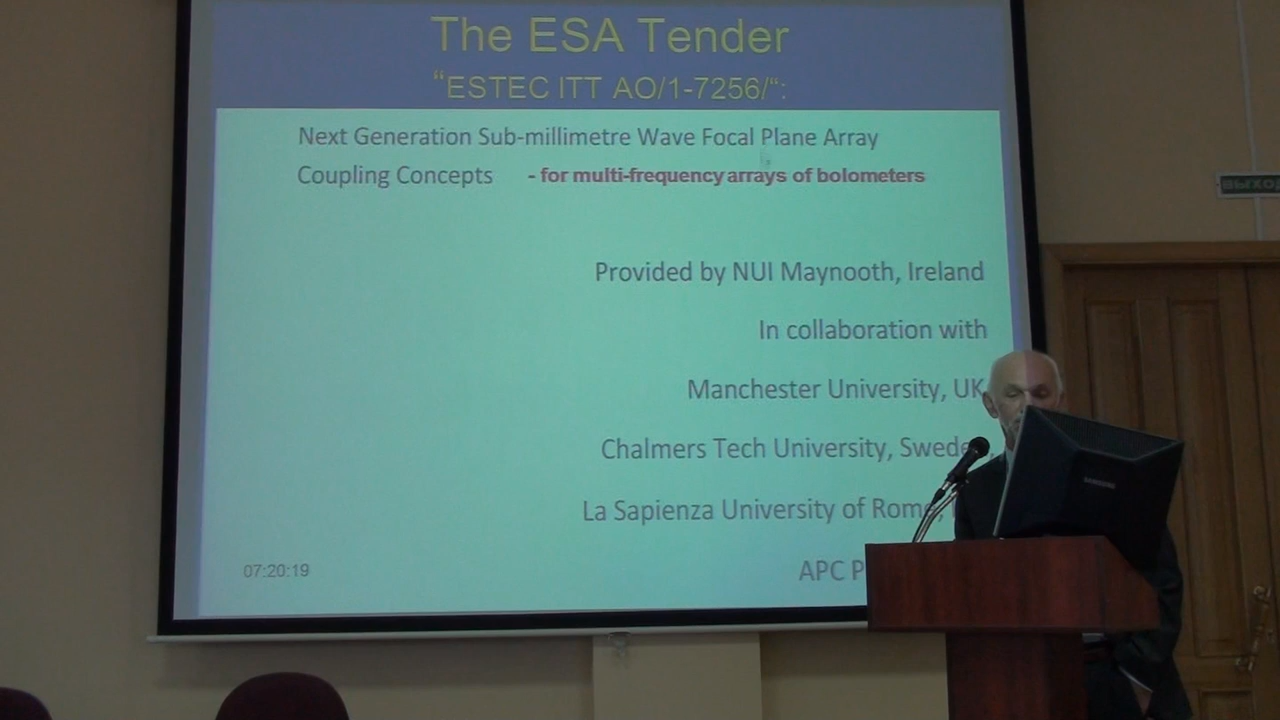 The ESA Tender
“ESTEC ITT AO/1-7256/“:
Next Generation Sub-millimetre Wave Focal Plane Array
Coupling Concepts - for multi-frequency arrays of bolometers
Provided by NUI Maynooth, Ireland
In collaboration with
Manchester University, UK
Chalmers Tech University,
La Sapienza University of Rome,
07:20:19
APC
ВЫХОД
SAMSUNG